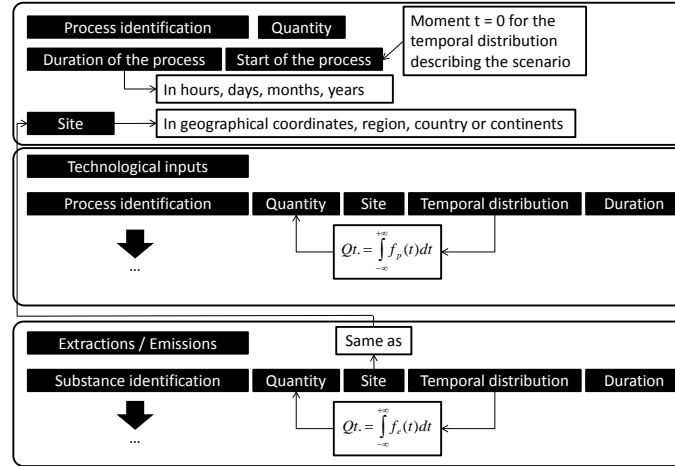 Process identification Quantity
Moment t = 0 for the
temporal distribution
describing the scenario
Duration of the process Start of the process
In hours, days, months, years
Site In geographical coordinates, region, country or continents
Technological inputs
Process identification Quantity Site Temporal distribution Duration
Qt. = ∫_{-∞}^{+∞} f_p(t)dt
...
Same as
Extractions / Emissions
Substance identification Quantity Site Temporal distribution Duration
Qt. = ∫_{-∞}^{+∞} f_e(t)dt
...